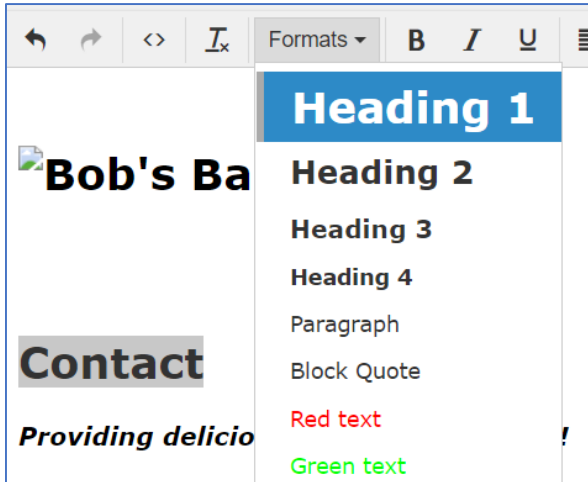 Formats
B I U
Heading 1
Heading 2
Bob's Ba
Heading 3
Heading 4
Paragraph
Contact
Block Quote
Red text
Providing delicio !
Green text